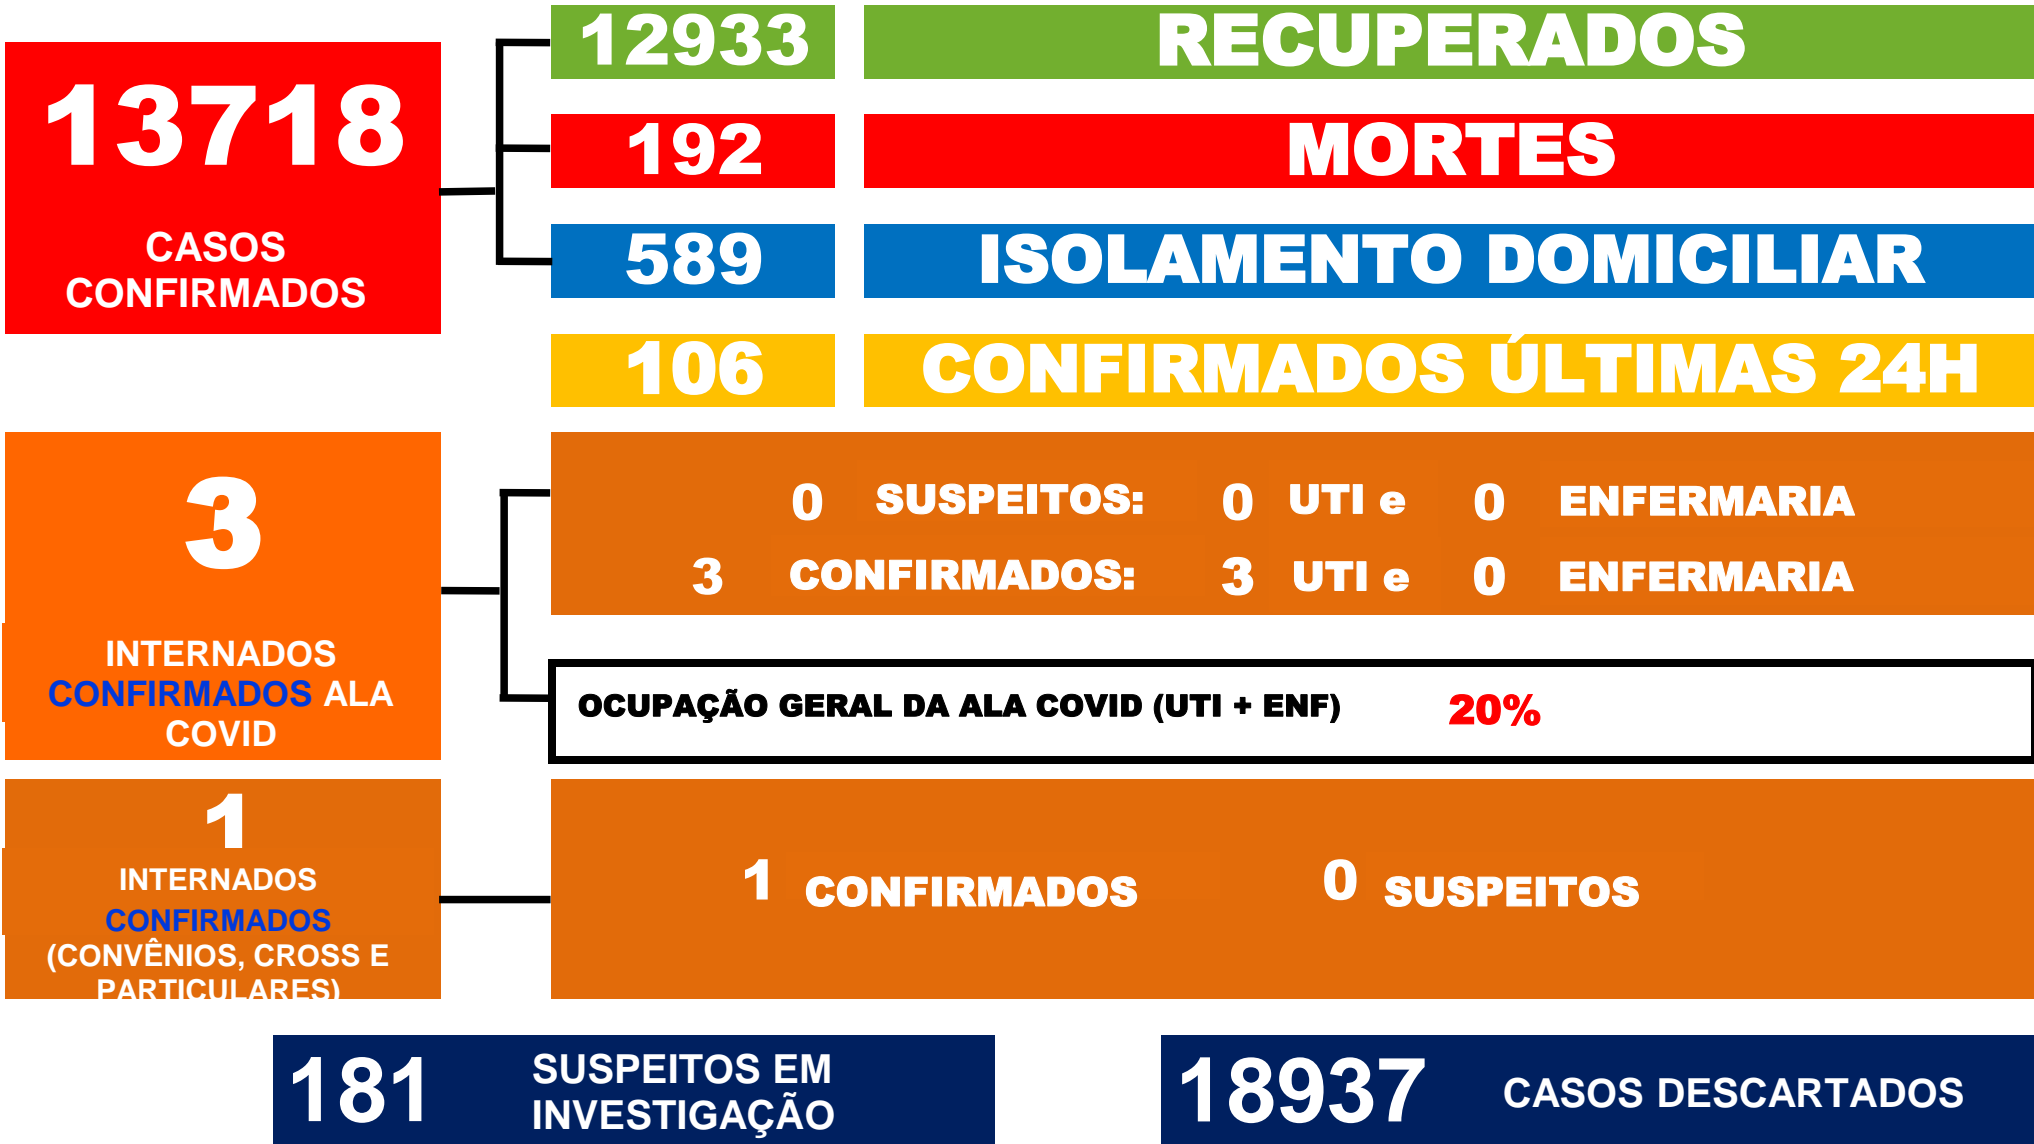 13718
CASOS
CONFIRMADOS
12933 RECUPERADOS
192 MORTES
589 ISOLAMENTO DOMICILIAR
106 CONFIRMADOS ÚLTIMAS 24H
3
INTERNADOS
CONFIRMADOS ALA
COVID
0 SUSPEITOS: 0 UTI e 0 ENFERMARIA
3 CONFIRMADOS: 3 UTI e 0 ENFERMARIA
OCUPAÇÃO GERAL DA ALA COVID (UTI + ENF) 20%
1
INTERNADOS
CONFIRMADOS
(CONVÊNIOS, CROSS E
PARTICULARES)
1 CONFIRMADOS 0 SUSPEITOS
181 SUSPEITOS EM
INVESTIGAÇÃO
18937 CASOS DESCARTADOS